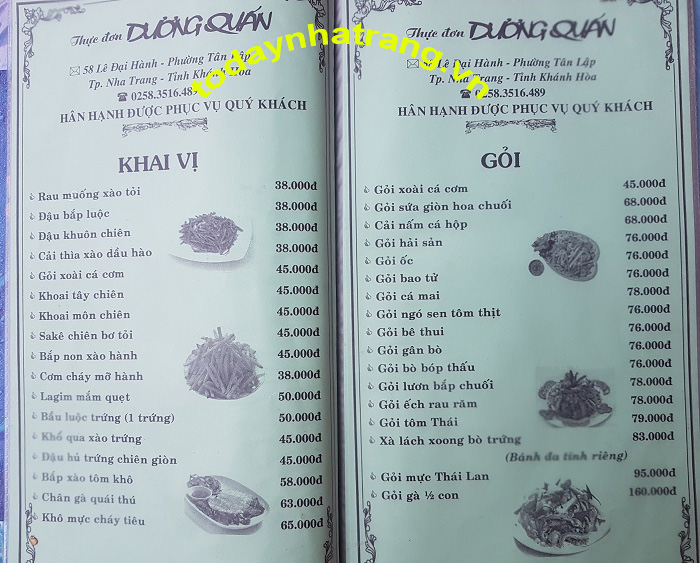 Thực đơn DƯỜNG QUÁN
58 Lê Đại Hành - Phường Tân Lập
Tp. Nha Trang - Tỉnh Khánh Hòa
0258.3516.489
HÂN HẠNH ĐƯỢC PHỤC VỤ QUÝ KHÁCH
KHAI VỊ
Rau muống xào tỏi 38.000đ
Đậu bắp luộc 38.000đ
Đậu khuôn chiên 38.000đ
Cải thìa xào dầu hào 38.000đ
Gỏi xoài cá cơm 45.000đ
Khoai tây chiên 45.000đ
Khoai môn chiên 45.000đ
Sakê chiên bơ tỏi 45.000đ
Bắp non xào hành 45.000đ
Cơm cháy mỡ hành 38.000đ
Lagim mắm quẹt 50.000đ
Bầu luộc trứng (1 trứng) 50.000đ
Khổ qua xào trứng 45.000đ
Đậu hủ trứng chiên giòn 45.000đ
Bắp xào tôm khô 58.000đ
Chân gà quái thú 63.000đ
Khô mực cháy tiêu 65.000đ
Thực đơn DƯỜNG QUÁN
Lê Đại Hành - Phường Tân Lập
Tp. Nha Trang - Tỉnh Khánh Hòa
0258.3516.489
HÂN HẠNH ĐƯỢC PHỤC VỤ QUÝ KHÁCH
GỎI
Gỏi xoài cá cơm 45.000đ
Gỏi sứa giòn hoa chuối 68.000đ
Cải nấm cá hộp 68.000đ
Gỏi hải sản 76.000đ
Gỏi ốc 76.000đ
Gỏi bao tử 76.000đ
Gỏi cá mai 78.000đ
Gỏi ngó sen tôm thịt 76.000đ
Gỏi bê thui 76.000đ
Gỏi gân bò 76.000đ
Gỏi bò bóp thấu 76.000đ
Gỏi lươn bắp chuối 78.000đ
Gỏi ếch rau răm 78.000đ
Gỏi tôm Thái 79.000đ
Xà lách xoong bò trứng 83.000đ
(Bánh đa tính riêng)
Gỏi mực Thái Lan 95.000đ
Gỏi gà ½ con 160.000đ
todaynhatrang.vn